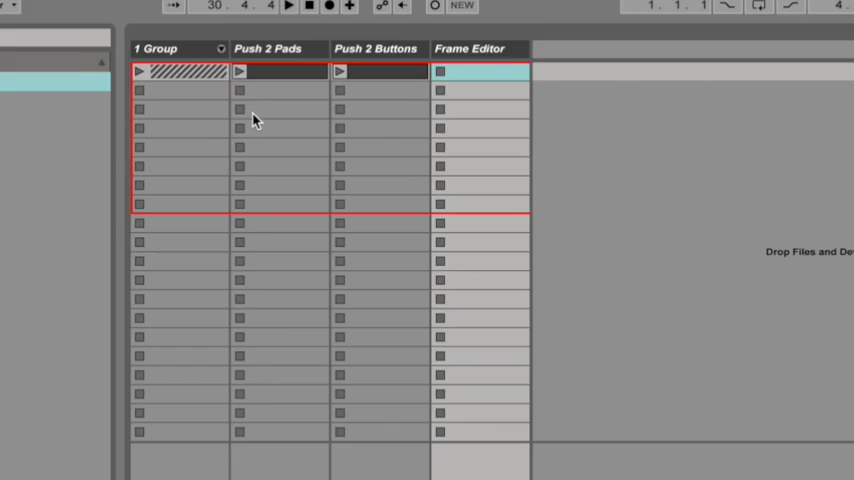 30. 4. 4 NEW 1. 1. 1 4.
1 Group Push 2 Pads Push 2 Buttons Frame Editor
Drop Files and De